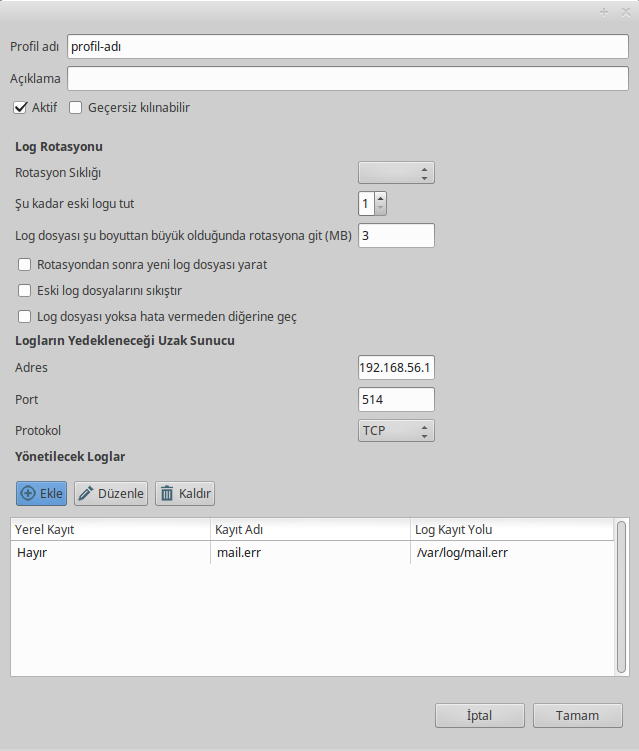 Profil adı profil-adı
Açıklama
Aktif Geçersiz kılınabilir
Log Rotasyonu
Rotasyon Sıklığı
Şu kadar eski logu tut 1
Log dosyası şu boyuttan büyük olduğunda rotasyona git (MB) 3
Rotasyondan sonra yeni log dosyası yarat
Eski log dosyalarını sıkıştır
Log dosyası yoksa hata vermeden diğerine geç
Logların Yedekleneceği Uzak Sunucu
Adres 192.168.56.1
Port 514
Protokol TCP
Yönetilecek Loglar
Ekle Düzenle Kaldır
Yerel Kayıt Kayıt Adı Log Kayıt Yolu
Hayır mail.err /var/log/mail.err
İptal Tamam